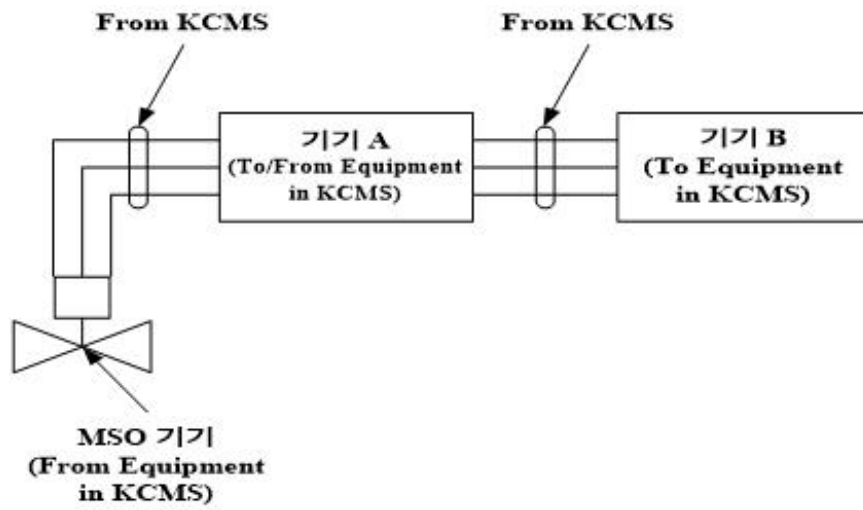 From KCMS
From KCMS
기기 A
(To/From Equipment
in KCMS)
기기 B
(To Equipment
in KCMS)
MSO 기기
(From Equipment
in KCMS)